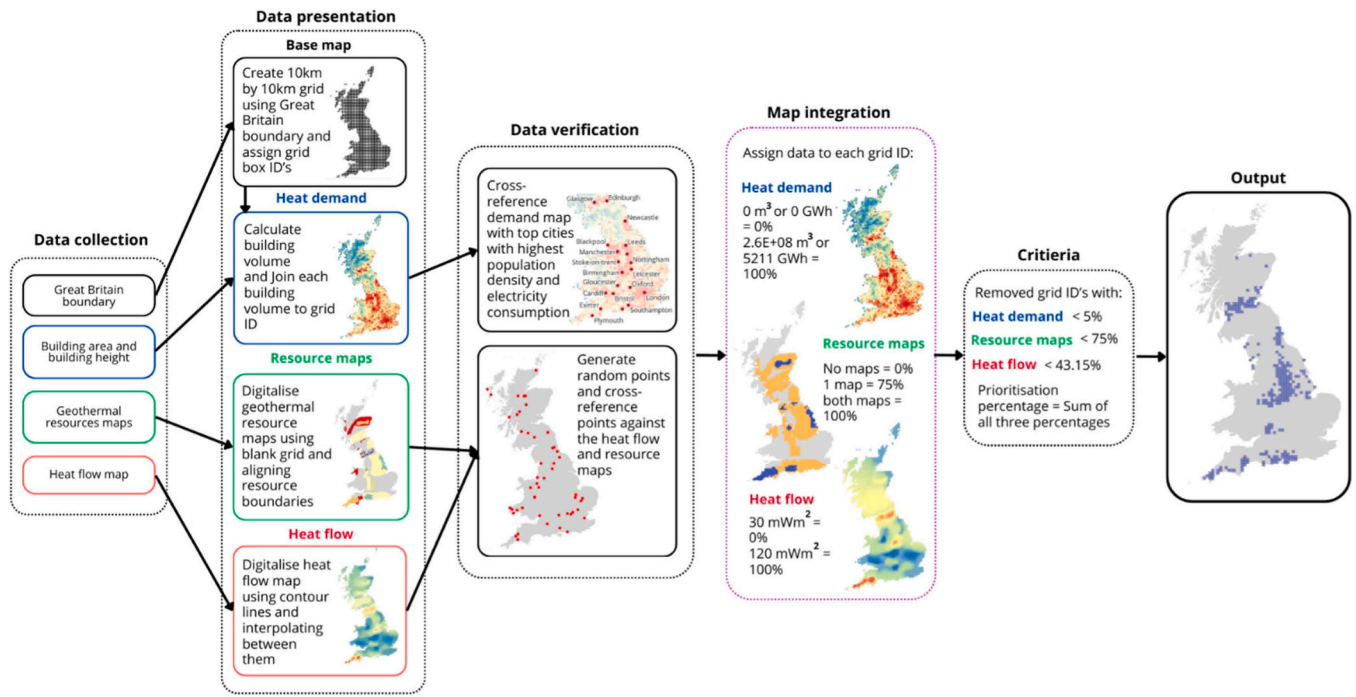 Data collection
Great Britain
boundary
Building area and
building height
Geothermal
resources maps
Heat flow map
Data presentation
Base map
Create 10km
by 10km grid
using Great
Britain
boundary and
assign grid
box ID's
Heat demand
Calculate
building
volume
and Join each
building
volume to grid
ID
Resource maps
Digitalise
geothermal
resource
maps using
blank grid and
aligning
resource
boundaries
Heat flow
Digitalise heat
flow map
using contour
lines and
interpolating
between
them
Data verification
Cross-
reference
demand map
with top cities
with highest
population
density and
electricity
consumption
Glasgow
Edinburgh
Newcastle
Blackpool
Leeds
Manchester
Stoke-on-trent
Nottingham
Birmingham
Leicester
Gloucester
Oxford
Cardiff
Bristol
London
Exeter
Southampton
Plymouth
Generate
random points
and cross-
reference
points against
the heat flow
and resource
maps
Map integration
Assign data to each grid ID:
Heat demand
0 m³ or 0 GWh
= 0%
2.6E+08 m³ or
5211 GWh =
100%
Resource maps
No maps = 0%
1 map = 75%
both maps =
100%
Heat flow
30 mWm² =
0%
120 mWm² =
100%
Critieria
Removed grid ID's with:
Heat demand < 5%
Resource maps < 75%
Heat flow < 43.15%
Prioritisation
percentage = Sum of
all three percentages
Output